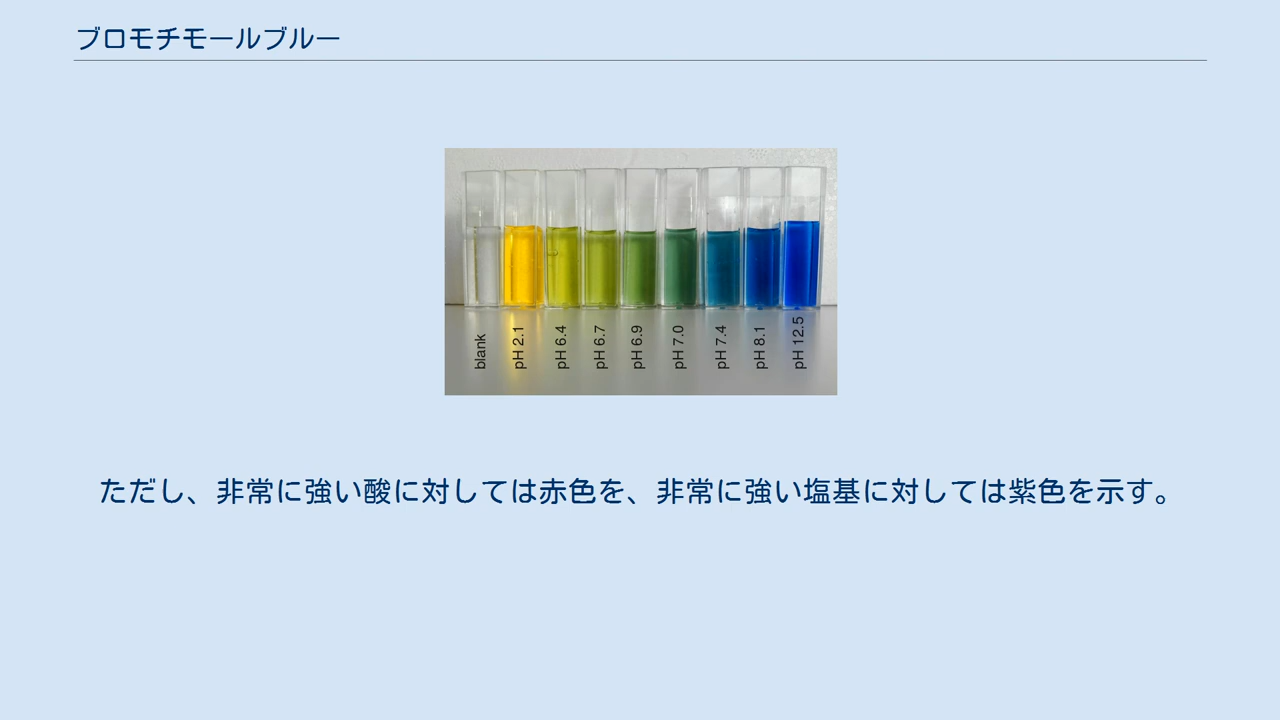 ブロモチモールブルー
blank
pH 2.1
pH 6.4
pH 6.7
pH 6.9
pH 7.0
pH 7.4
pH 8.1
pH 12.5
ただし、非常に強い酸に対しては赤色を、非常に強い塩基に対しては紫色を示す。